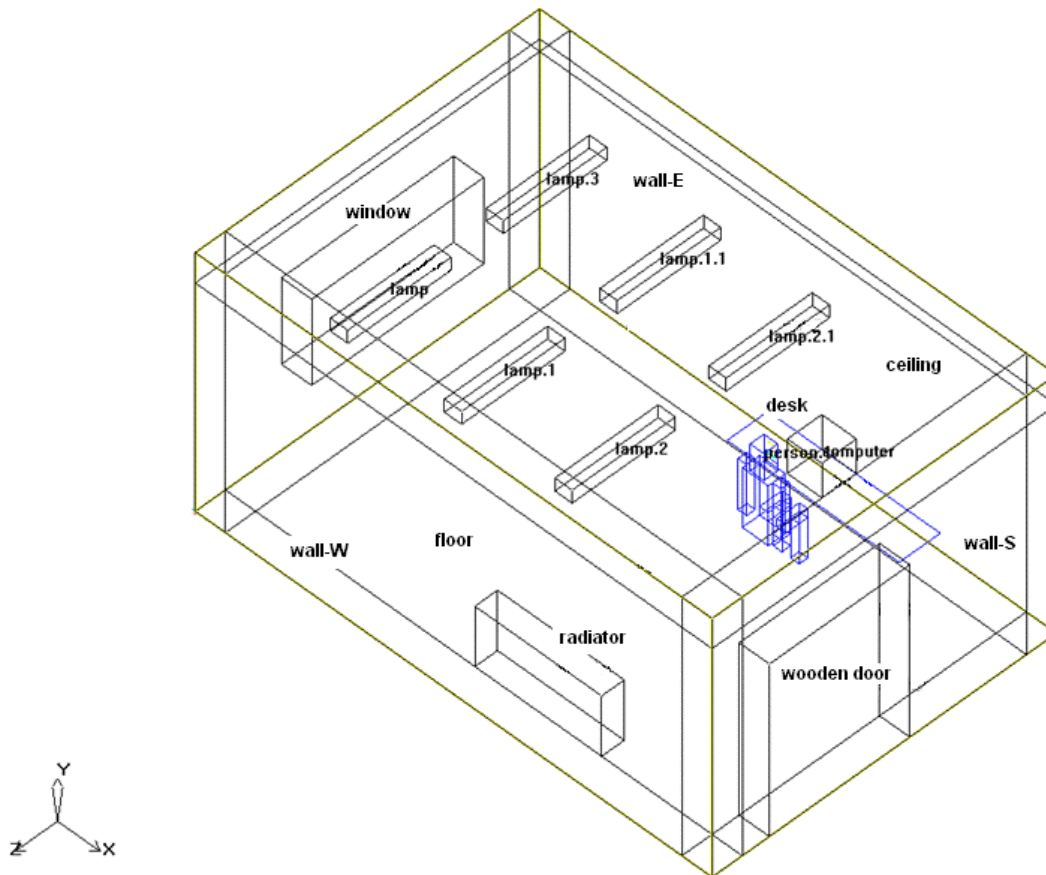 wall-E
lamp.3
window
lamp.1.1
lamp
lamp.2.1
ceiling
lamp.1
desk
lamp.2
person.
computer
floor
wall-W
wall-S
radiator
wooden door
Y
Z
X